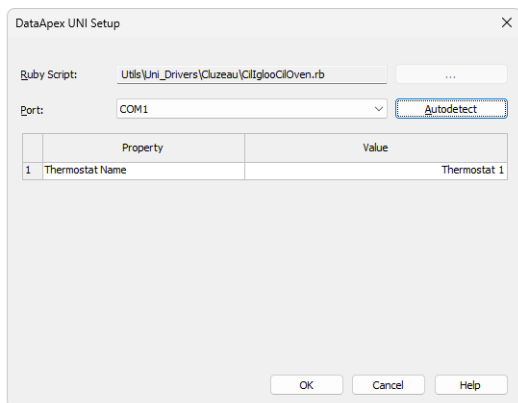 DataApex UNI Setup
Ruby Script: Utils\Uni_Drivers\Cluzeau\CilIglooCilOven.rb ...
Port: COM1 Autodetect
Property Value
1 Thermostat Name Thermostat 1
OK Cancel Help